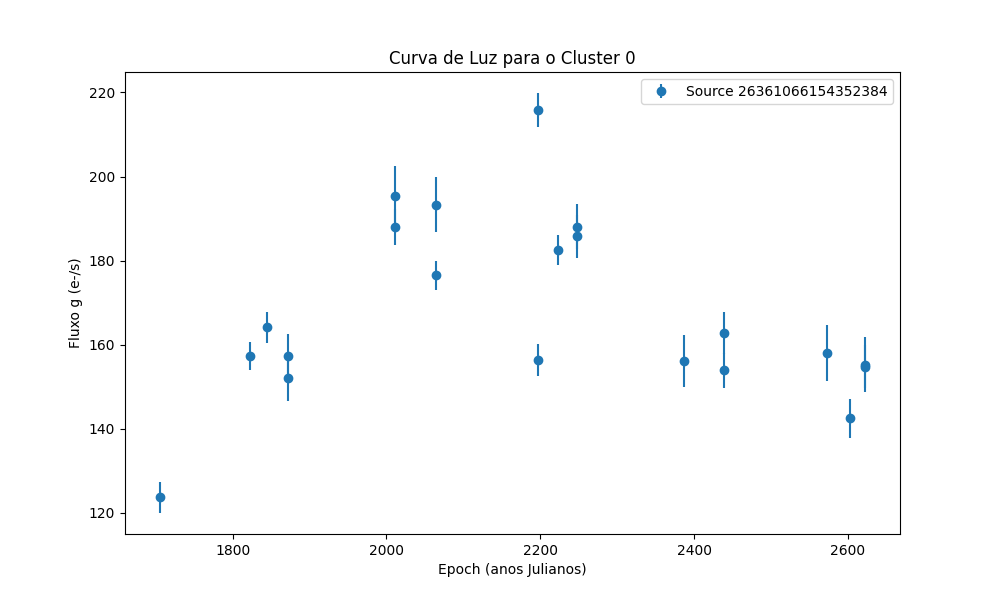 Curva de Luz para o Cluster 0
Source 26361066154352384
220
200
180
160
140
120
Fluxo g (e-/s)
1800
2000
2200
2400
2600
Epoch (anos Julianos)